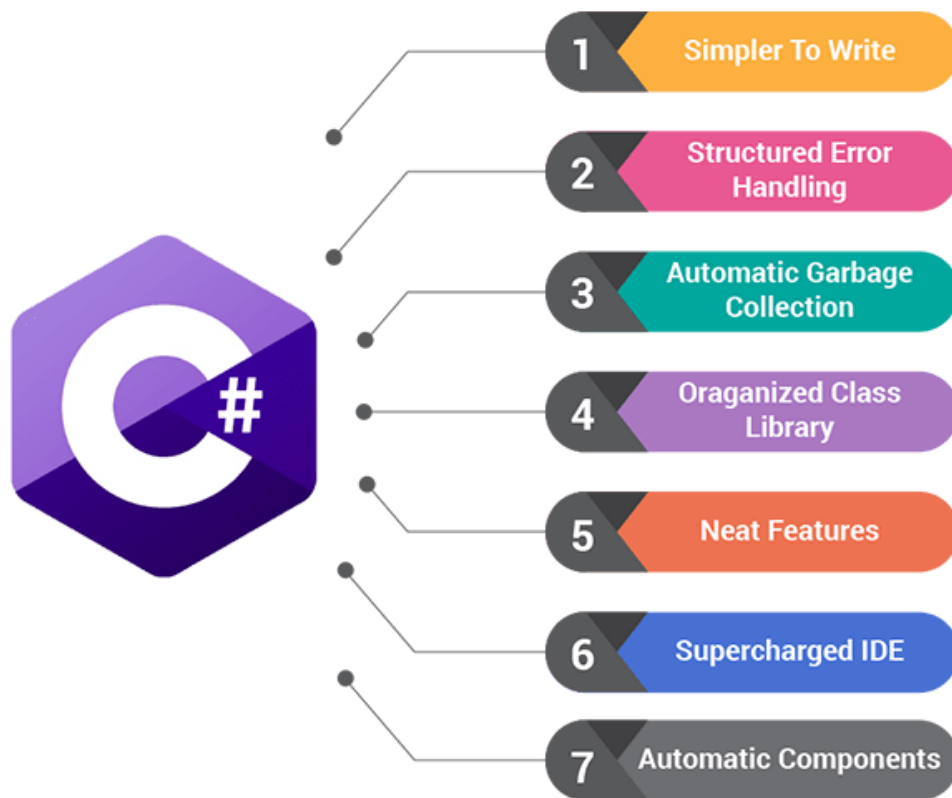 C#
1
Simpler To Write
2
Structured Error
Handling
3
Automatic Garbage
Collection
4
Oraganized Class
Library
5
Neat Features
6
Supercharged IDE
7
Automatic Components